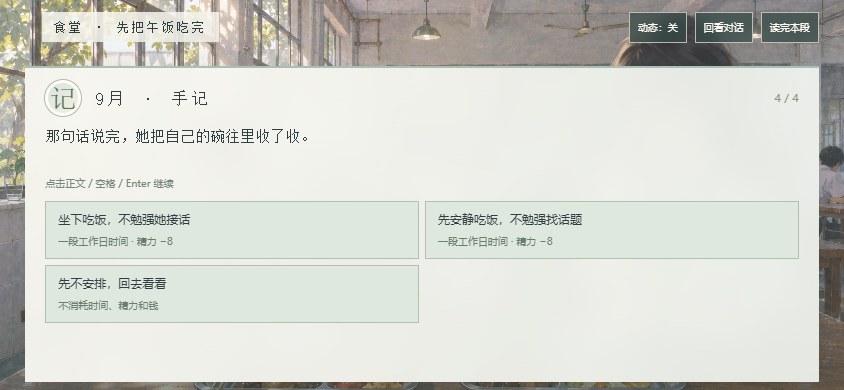 食堂 · 先把午饭吃完
动态：关
回看对话
读完本段
记 9月 · 手记
4 / 4
那句话说完，她把自己的碗往里收了收。
点击正文 / 空格 / Enter 继续
坐下吃饭，不勉强她接话
一段工作日时间 · 精力 −8
先安静吃饭，不勉强找话题
一段工作日时间 · 精力 −8
先不安排，回去看看
不消耗时间、精力和钱